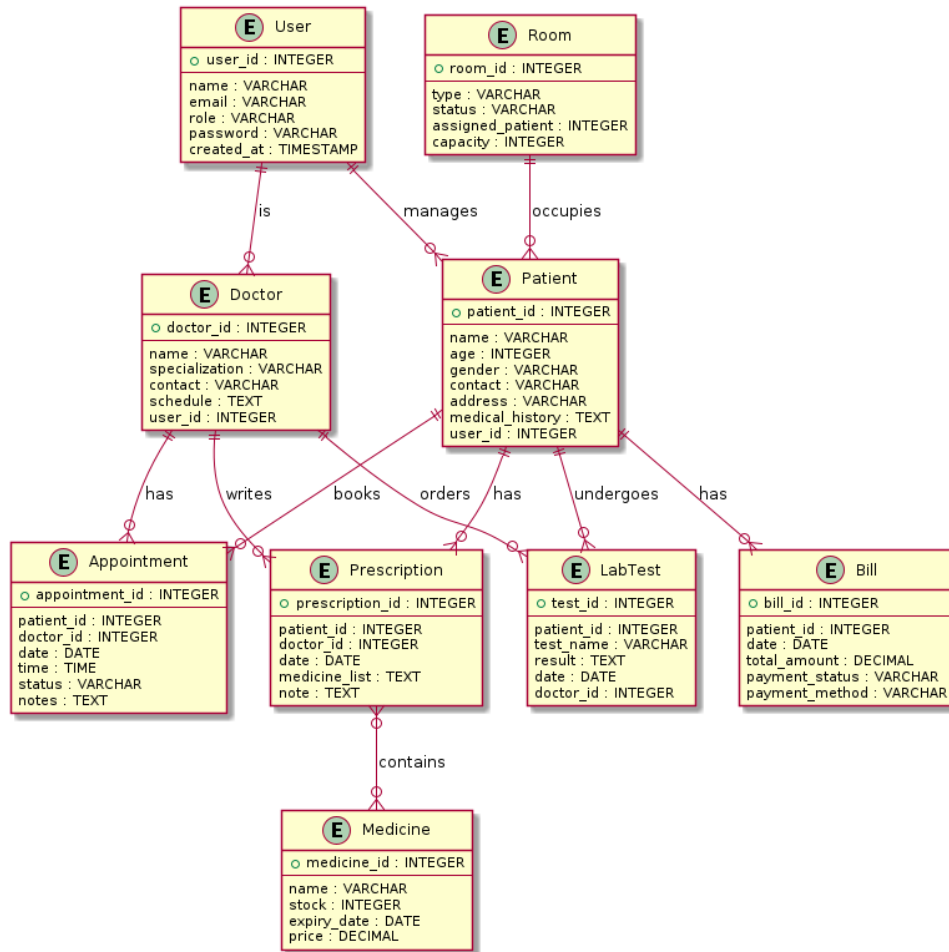 E User
user_id : INTEGER
name : VARCHAR
email : VARCHAR
role : VARCHAR
password : VARCHAR
created_at : TIMESTAMP
E Room
room_id : INTEGER
type : VARCHAR
status : VARCHAR
assigned_patient : INTEGER
capacity : INTEGER
is
manages
occupies
E Doctor
doctor_id : INTEGER
name : VARCHAR
specialization : VARCHAR
contact : VARCHAR
schedule : TEXT
user_id : INTEGER
E Patient
patient_id : INTEGER
name : VARCHAR
age : INTEGER
gender : VARCHAR
contact : VARCHAR
address : VARCHAR
medical_history : TEXT
user_id : INTEGER
has
writes
books
orders
has
undergoes
has
E Appointment
appointment_id : INTEGER
patient_id : INTEGER
doctor_id : INTEGER
date : DATE
time : TIME
status : VARCHAR
notes : TEXT
E Prescription
prescription_id : INTEGER
patient_id : INTEGER
doctor_id : INTEGER
date : DATE
medicine_list : TEXT
note : TEXT
E LabTest
test_id : INTEGER
patient_id : INTEGER
test_name : VARCHAR
result : TEXT
date : DATE
doctor_id : INTEGER
E Bill
bill_id : INTEGER
patient_id : INTEGER
date : DATE
total_amount : DECIMAL
payment_status : VARCHAR
payment_method : VARCHAR
contains
E Medicine
medicine_id : INTEGER
name : VARCHAR
stock : INTEGER
expiry_date : DATE
price : DECIMAL